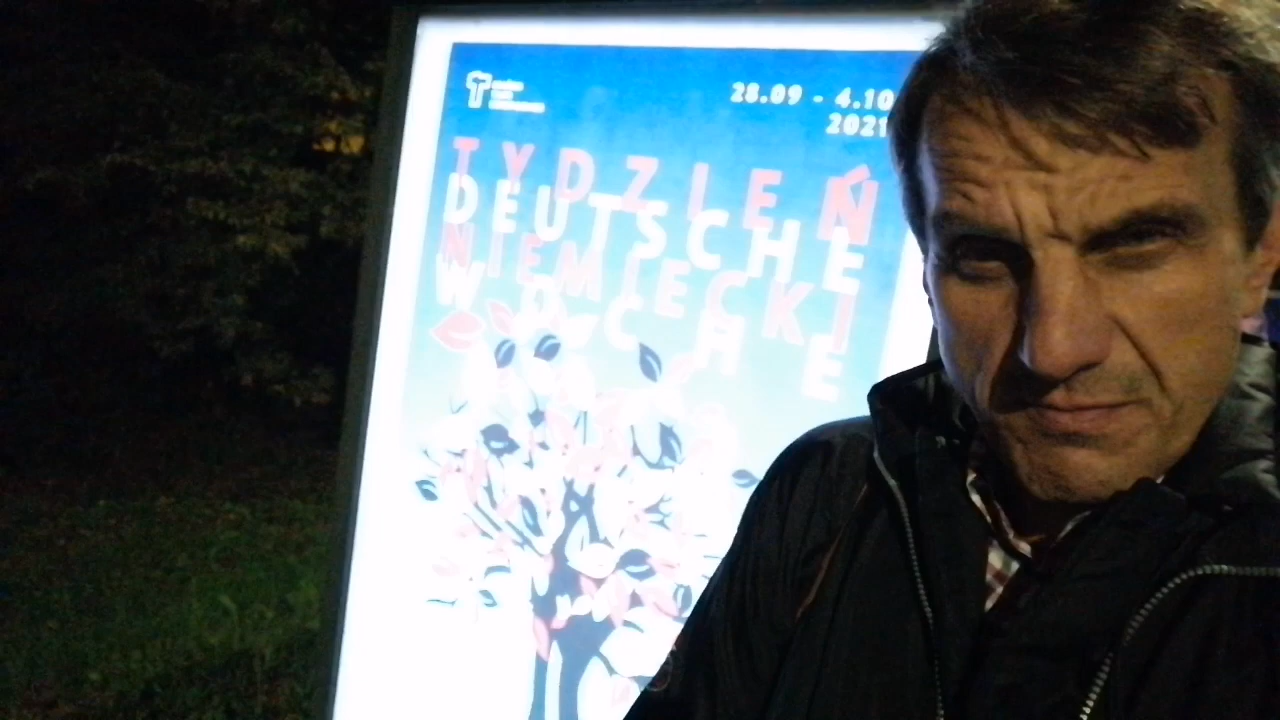 28.09 - 4.10
2021
TYDZIEŃ
DEUTSCHE
NIEMIECKI
WOCHE